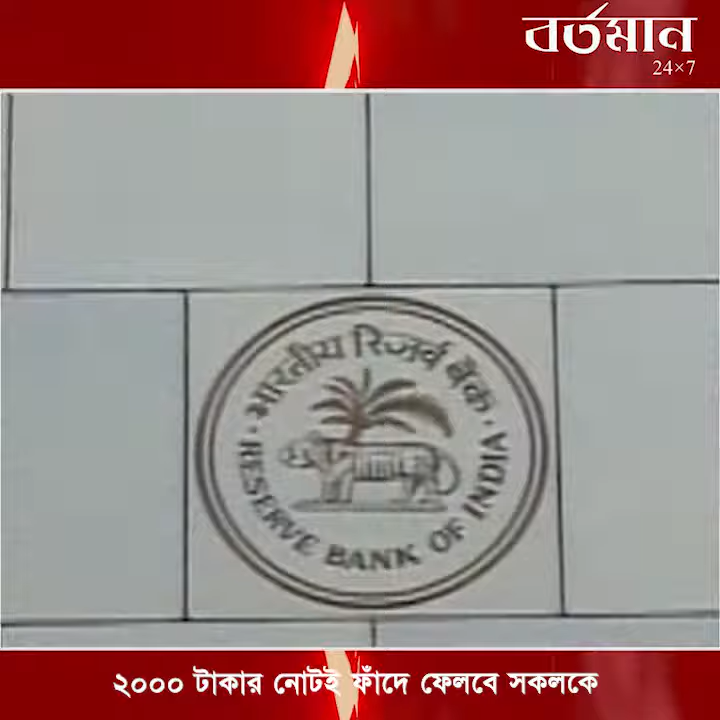 বর্তমান
24×7
भारतीय रिज़र्व बैंक
RESERVE BANK OF INDIA
২০০০ টাকার নোটই ফাঁদে ফেলবে সকলকে